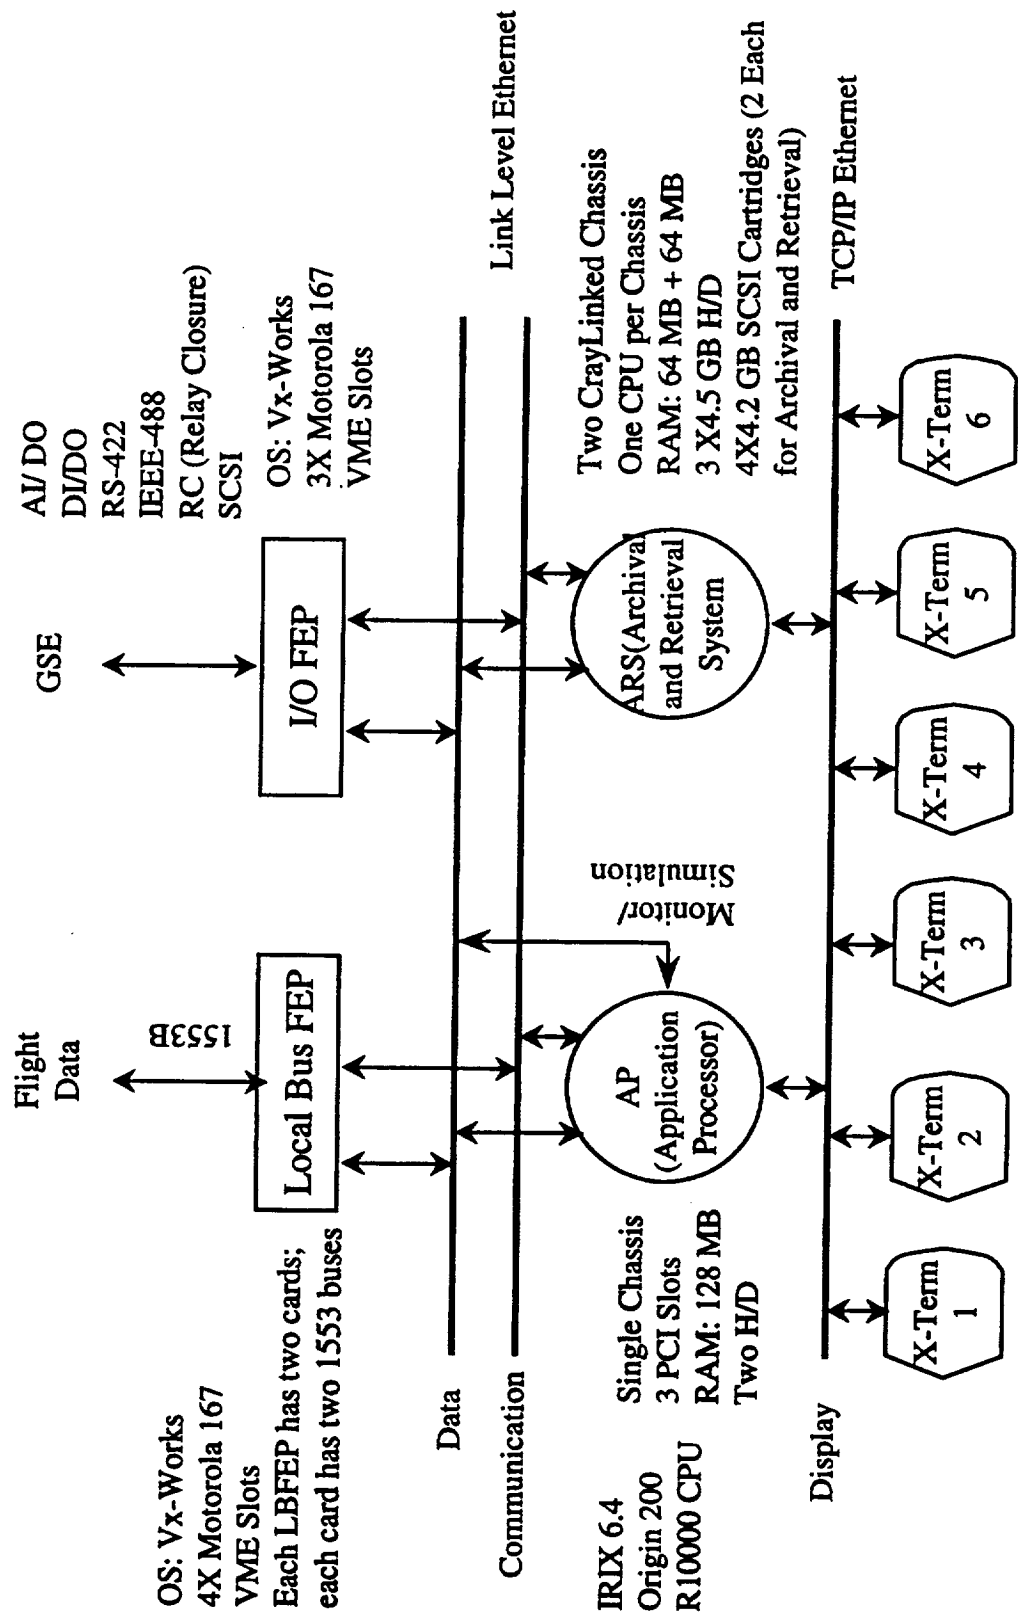 Flight
Data
1553B
GSE
AI/ DO
DI/DO
RS-422
IEEE-488
RC (Relay Closure)
SCSI
OS: Vx-Works
4X Motorola 167
VME Slots
Each LBFEP has two cards;
each card has two 1553 buses
Local Bus FEP
I/O FEP
OS: Vx-Works
3X Motorola 167
VME Slots
Data
Communication
Link Level Ethernet
IRIX 6.4
Origin 200
R10000 CPU
Single Chassis
3 PCI Slots
RAM: 128 MB
Two H/D
AP
(Application
Processor)
Monitor/
Simulation
ARS(Archival
and Retrieval
System
Two CrayLinked Chassis
One CPU per Chassis
RAM: 64 MB + 64 MB
3 X4.5 GB H/D
4X4.2 GB SCSI Cartridges (2 Each
for Archival and Retrieval)
Display
TCP/IP Ethernet
X-Term
1
X-Term
2
X-Term
3
X-Term
4
X-Term
5
X-Term
6